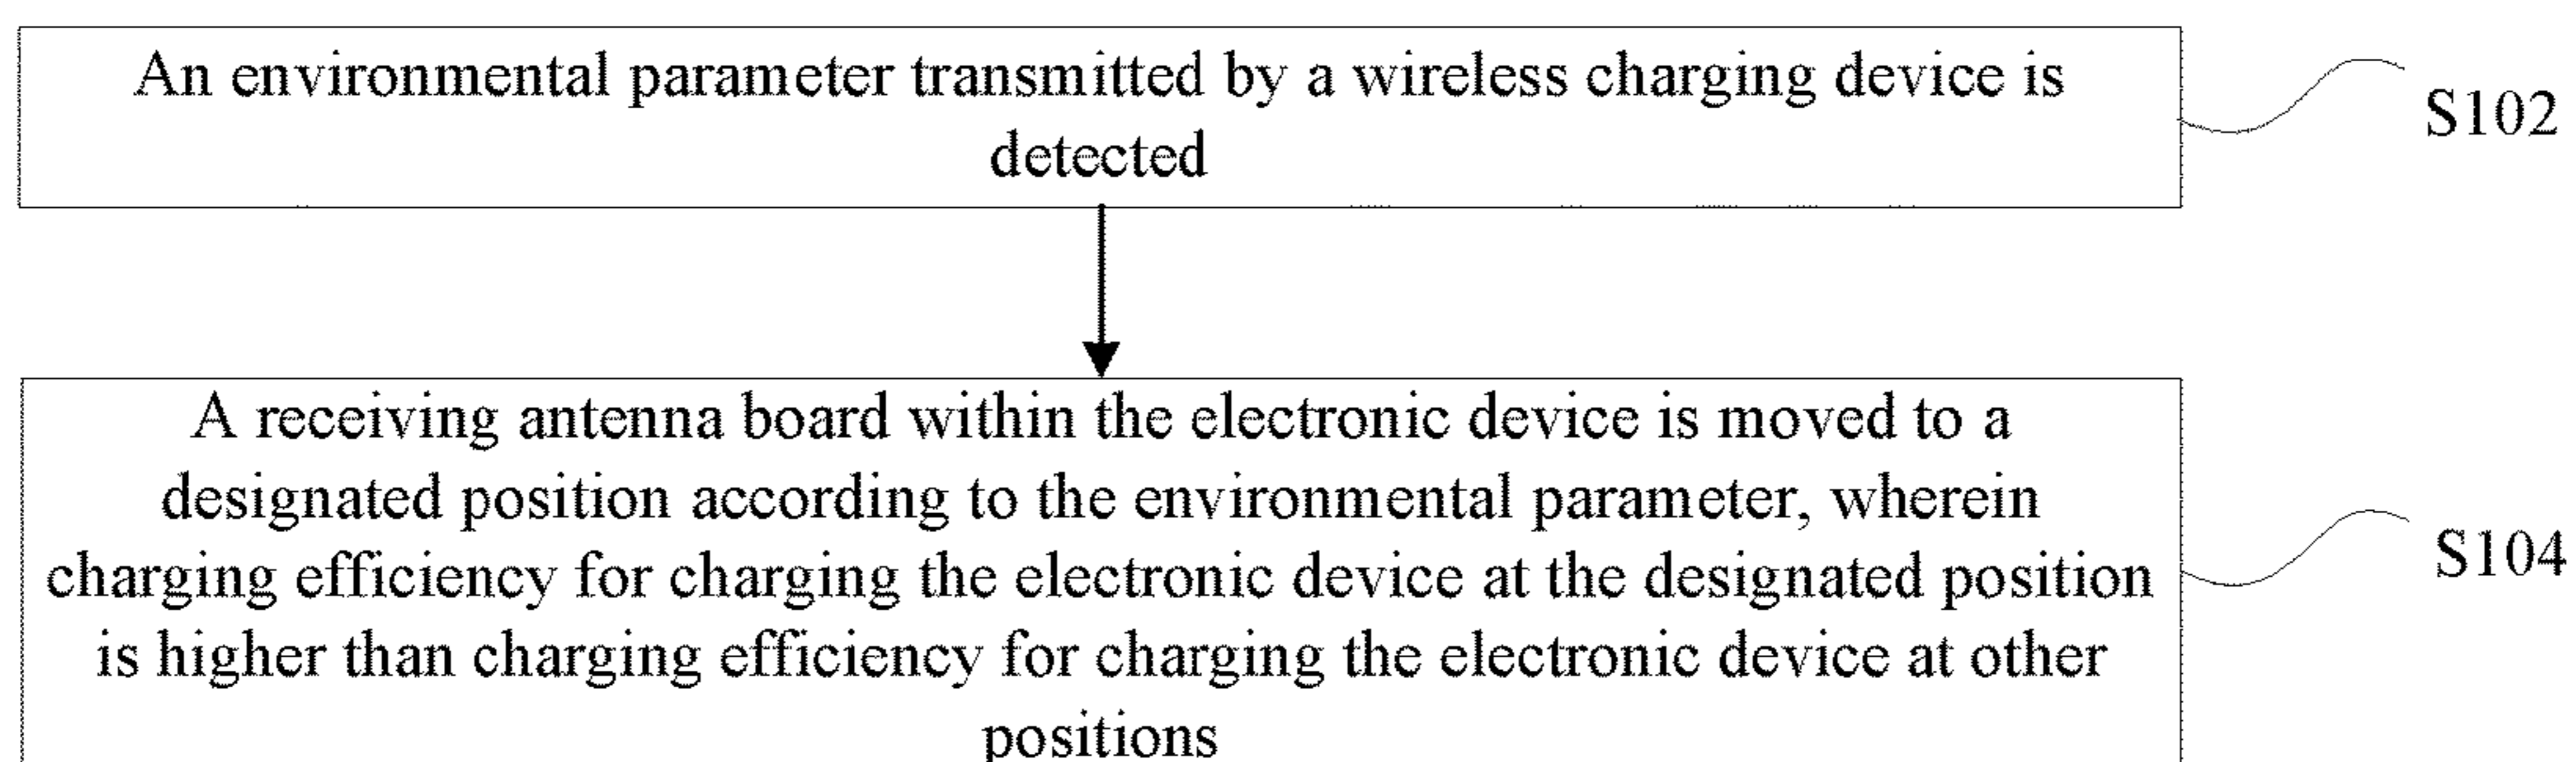 An environmental parameter transmitted by a wireless charging device is
detected
S102
A receiving antenna board within the electronic device is moved to a
designated position according to the environmental parameter, wherein
charging efficiency for charging the electronic device at the designated position
is higher than charging efficiency for charging the electronic device at other
positions
S104